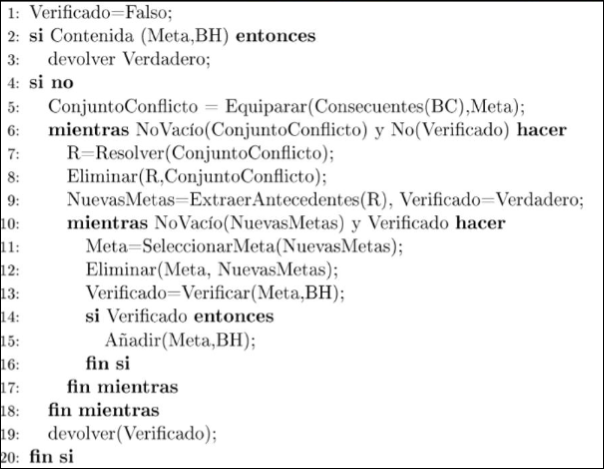 1: Verificado=Falso;
2: si Contenida (Meta,BH) entonces
3: devolver Verdadero;
4: si no
5: ConjuntoConflicto = Equiparar(Consecuentes(BC),Meta);
6: mientras NoVacío(ConjuntoConflicto) y No(Verificado) hacer
7: R=Resolver(ConjuntoConflicto);
8: Eliminar(R,ConjuntoConflicto);
9: NuevasMetas=ExtraerAntecedentes(R), Verificado=Verdadero;
10: mientras NoVacío(NuevasMetas) y Verificado hacer
11: Meta=SeleccionarMeta(NuevasMetas);
12: Eliminar(Meta, NuevasMetas);
13: Verificado=Verificar(Meta,BH);
14: si Verificado entonces
15: Añadir(Meta,BH);
16: fin si
17: fin mientras
18: fin mientras
19: devolver(Verificado);
20: fin si